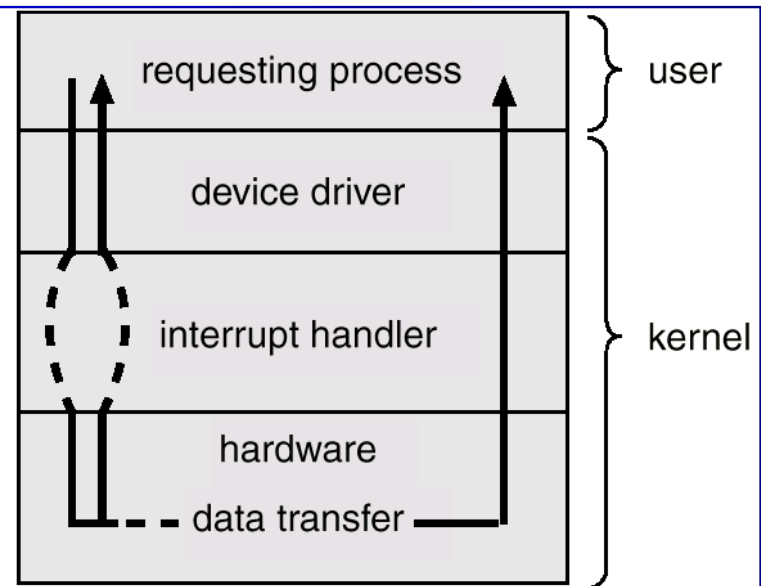 requesting process
user
device driver
interrupt handler
kernel
hardware
data transfer